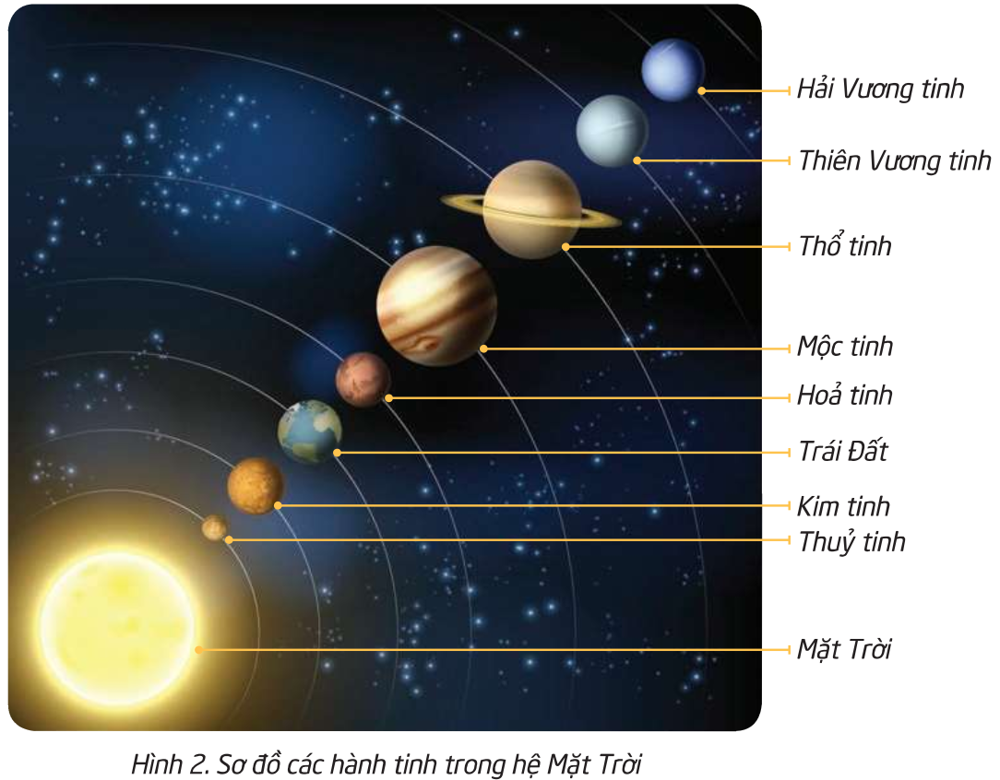 Hải Vương tinh
Thiên Vương tinh
Thổ tinh
Mộc tinh
Hoả tinh
Trái Đất
Kim tinh
Thuỷ tinh
Mặt Trời
Hình 2. Sơ đồ các hành tinh trong hệ Mặt Trời